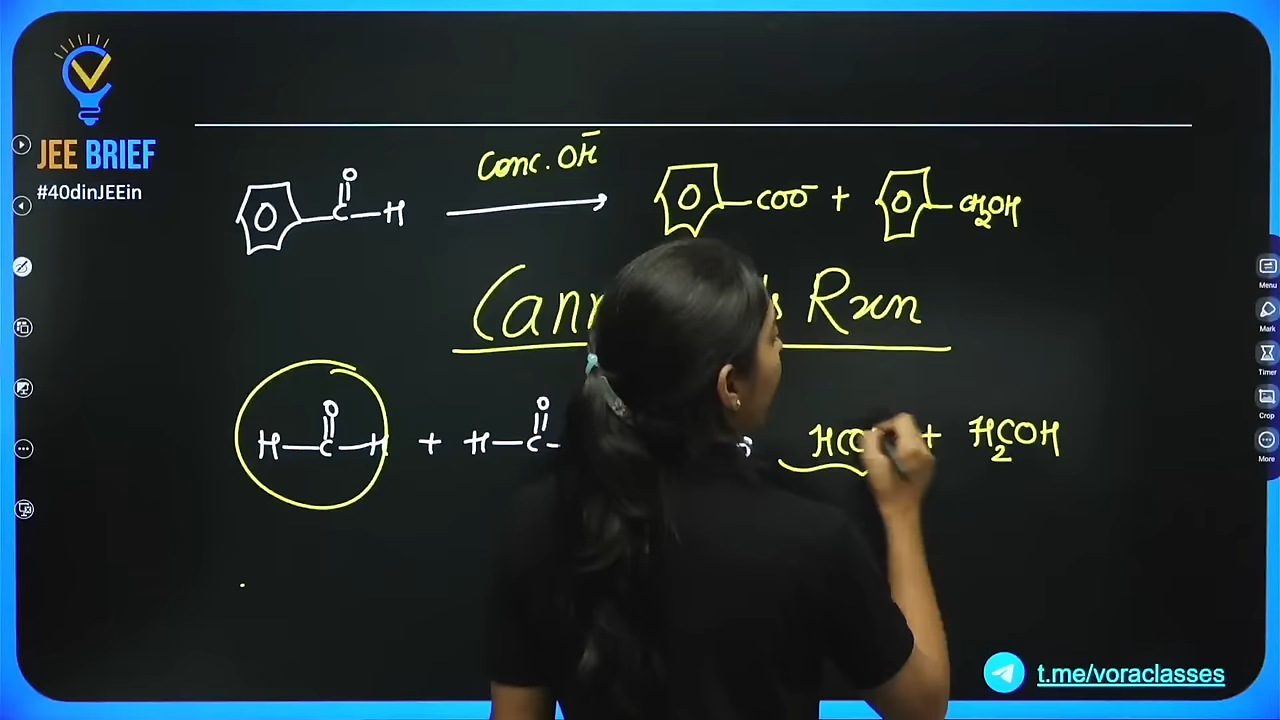 JEE BRIEF
#40dinJEEin
Conc. OH̄
O
O C—H
O COO⁻ + O CH₂OH
Rxn
O O
H—C—H + H—C— + H₂COH
Menu
Mark
Timer
Crop
More
t.me/voraclasses